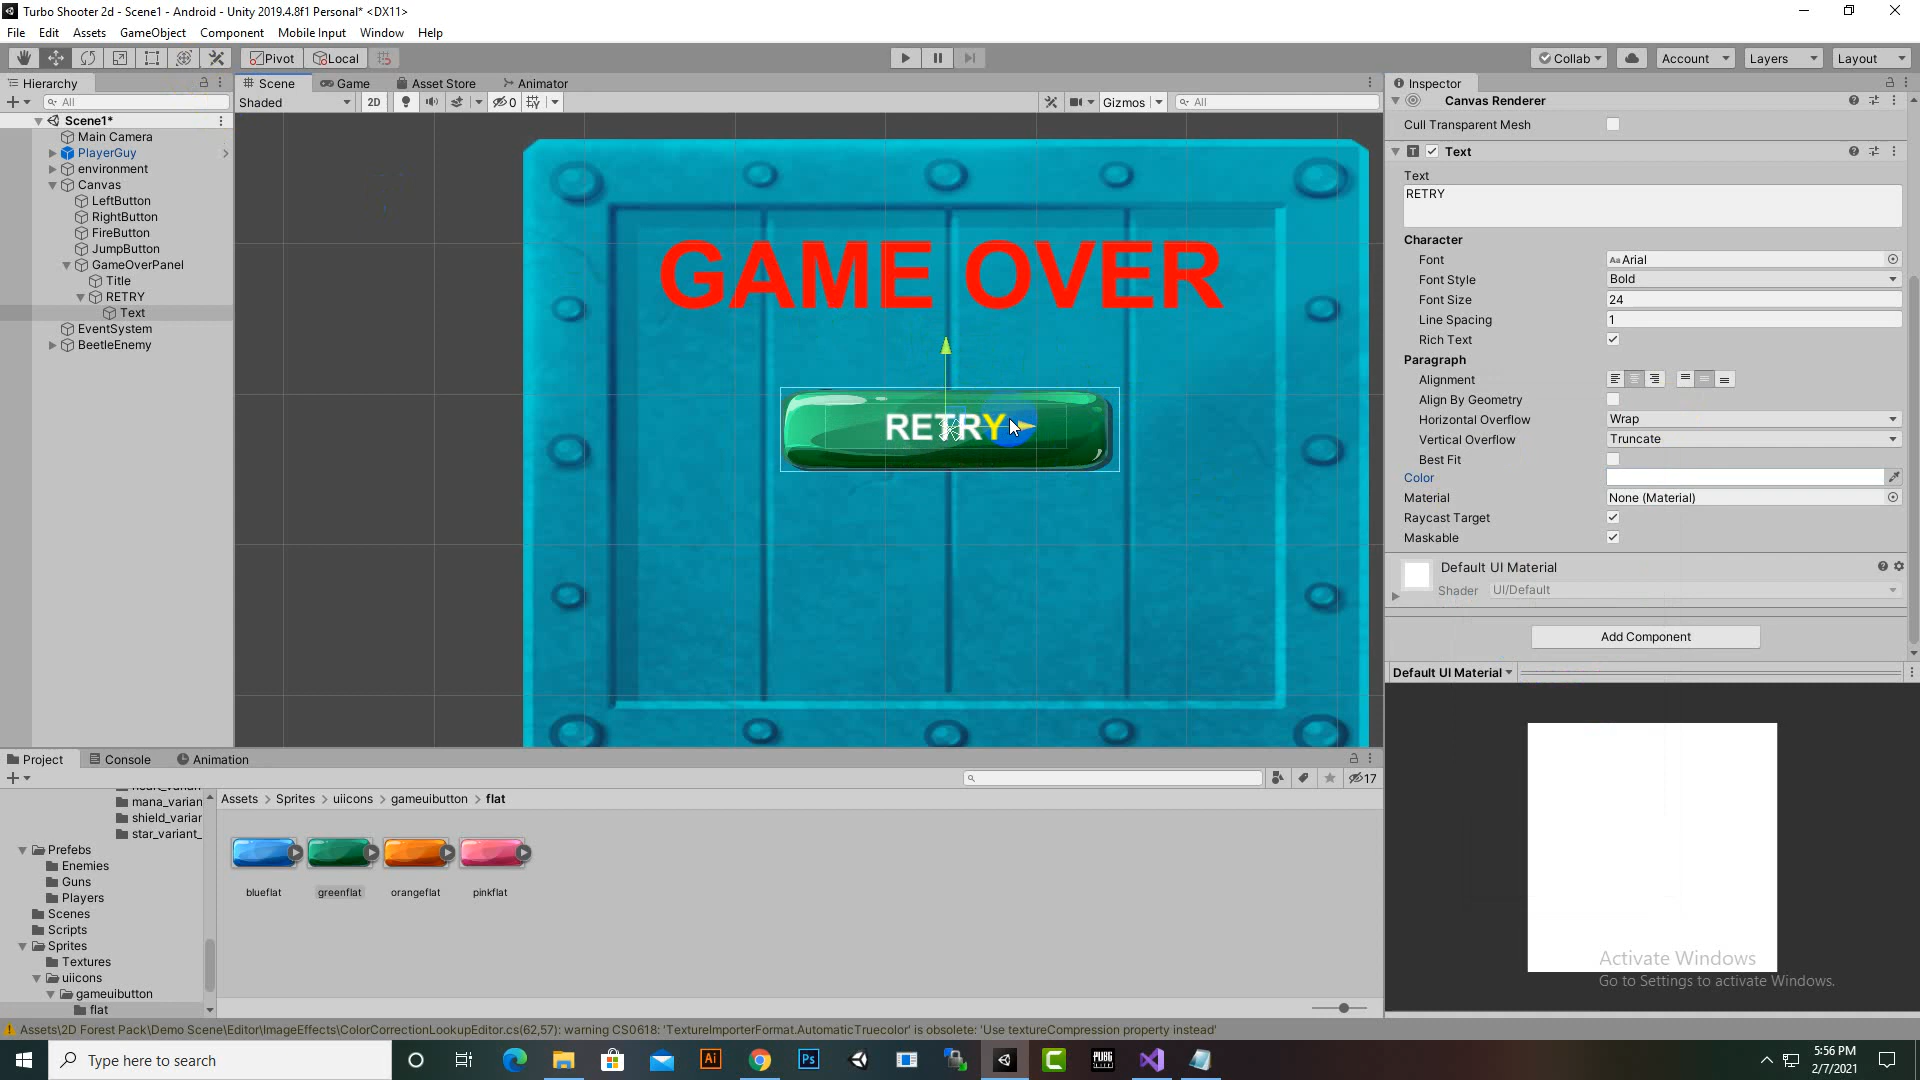 Turbo Shooter 2d - Scene1 - Android - Unity 2019.4.8f1 Personal* <DX11>
File Edit Assets GameObject Component Mobile Input Window Help
Pivot Local Collab Account Layers Layout
Hierarchy
All
Scene1*
Main Camera
PlayerGuy
environment
Canvas
LeftButton
RightButton
FireButton
JumpButton
GameOverPanel
Title
RETRY
Text
EventSystem
BeetleEnemy
Scene Game Asset Store Animator
Shaded 2D 0 Gizmos All
GAME OVER
RETRY
Inspector
Canvas Renderer
Cull Transparent Mesh
Text
Text
RETRY
Character
Font Arial
Font Style Bold
Font Size 24
Line Spacing 1
Rich Text
Paragraph
Alignment
Align By Geometry
Horizontal Overflow Wrap
Vertical Overflow Truncate
Best Fit
Color
Material None (Material)
Raycast Target
Maskable
Default UI Material
Shader UI/Default
Add Component
Default UI Material
Project Console Animation
17
mana_varian
shield_variar
star_variant_
Prefebs
Enemies
Guns
Players
Scenes
Scripts
Sprites
Textures
uiicons
gameuibutton
flat
Assets > Sprites > uiicons > gameuibutton > flat
blueflat greenflat orangeflat pinkflat
Activate Windows
Go to Settings to activate Windows.
Assets\2D Forest Pack\Demo Scene\Editor\ImageEffects\ColorCorrectionLookupEditor.cs(62,57): warning CS0618: 'TextureImporterFormat.AutomaticTruecolor' is obsolete: 'Use textureCompression property instead'
Type here to search
Ai
Ps
PUBG
5:56 PM
2/7/2021